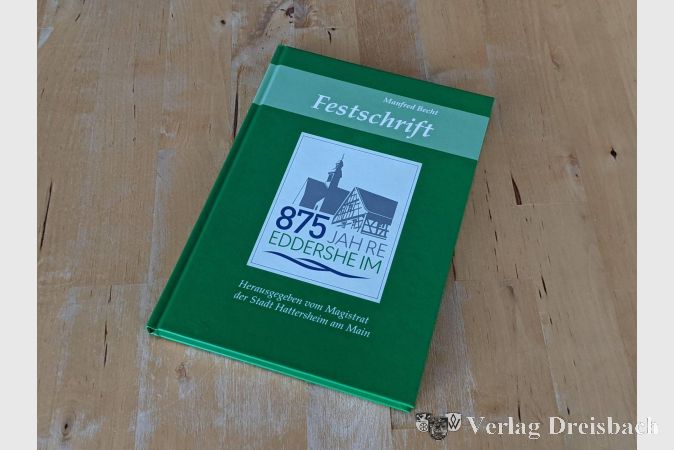 Manfred Becht
Festschrift
875 JAHRE
EDDERSHEIM
Herausgegeben vom Magistrat
der Stadt Hattersheim am Main
Verlag Dreisbach